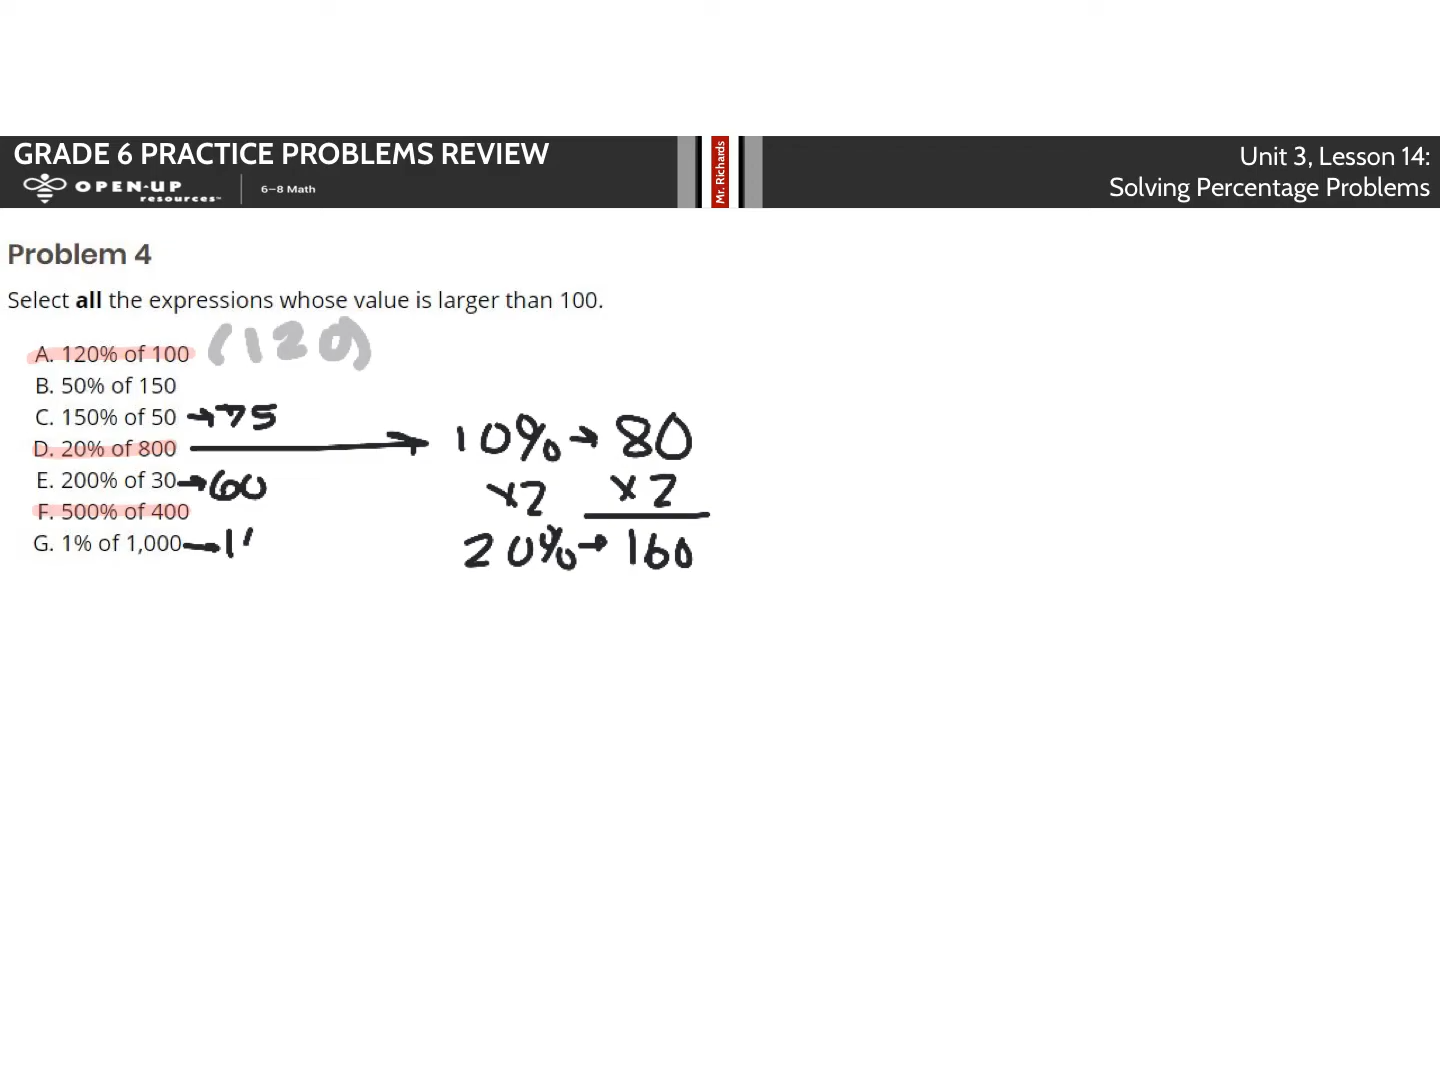 GRADE 6 PRACTICE PROBLEMS REVIEW
OPEN-UP resources™
6–8 Math
Mr. Richards
Unit 3, Lesson 14:
Solving Percentage Problems
Problem 4
Select all the expressions whose value is larger than 100.
A. 120% of 100 (120)
B. 50% of 150
C. 150% of 50 → 75
D. 20% of 800 → 10% → 80
x2 x2
20% → 160
E. 200% of 30 → 60
F. 500% of 400
G. 1% of 1,000 →